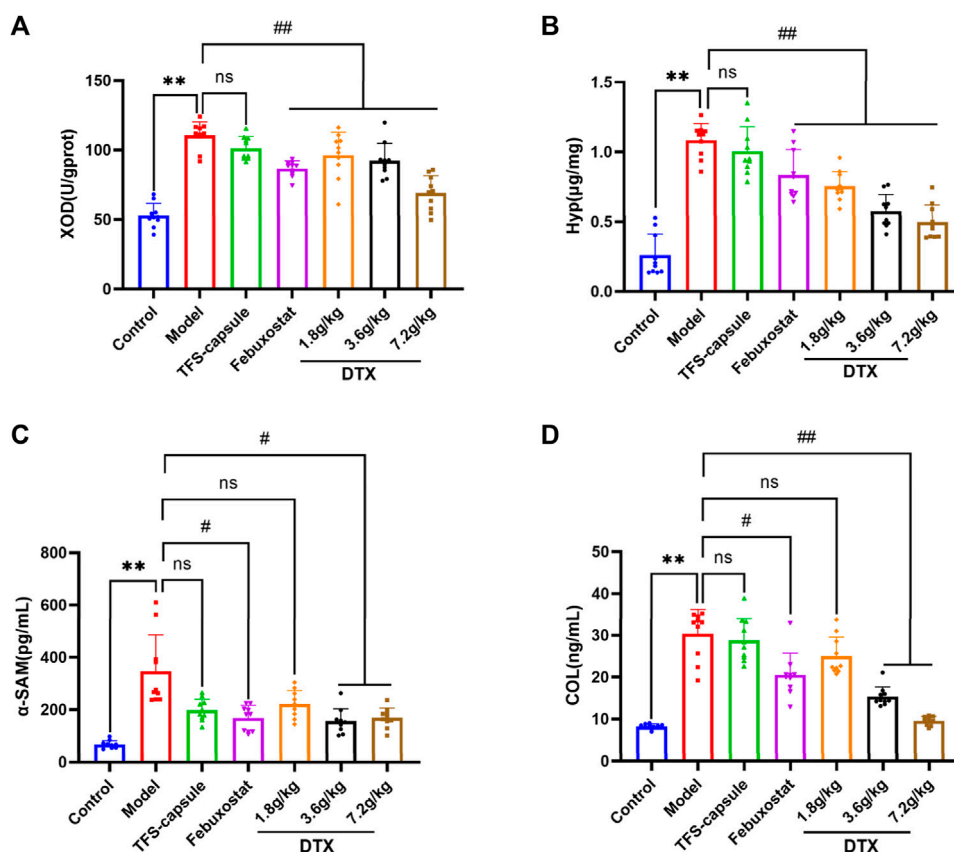 A
##
**
ns
XOD(U/gprot)
150
100
50
0
Control
Model
TFS-capsule
Febuxostat
1.8g/kg
3.6g/kg
7.2g/kg
DTX
B
##
**
ns
Hyp(μg/mg)
1.5
1.0
0.5
0.0
Control
Model
TFS-capsule
Febuxostat
1.8g/kg
3.6g/kg
7.2g/kg
DTX
C
#
ns
#
**
ns
α-SAM(pg/mL)
800
600
400
200
0
Control
Model
TFS-capsule
Febuxostat
1.8g/kg
3.6g/kg
7.2g/kg
DTX
D
##
ns
#
**
ns
COL(ng/mL)
50
40
30
20
10
0
Control
Model
TFS-capsule
Febuxostat
1.8g/kg
3.6g/kg
7.2g/kg
DTX